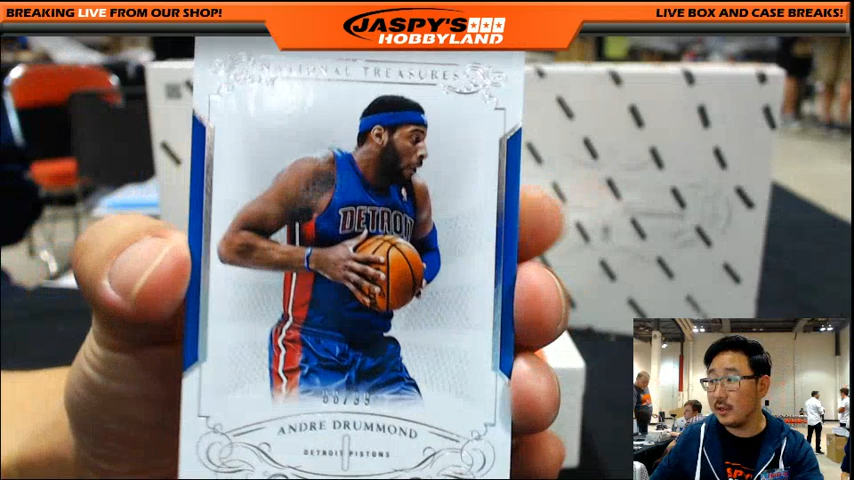 BREAKING LIVE FROM OUR SHOP!
JASPY'S
HOBBYLAND
LIVE BOX AND CASE BREAKS!
NATIONAL TREASURES
DETROIT
ANDRE DRUMMOND
DETROIT PISTONS